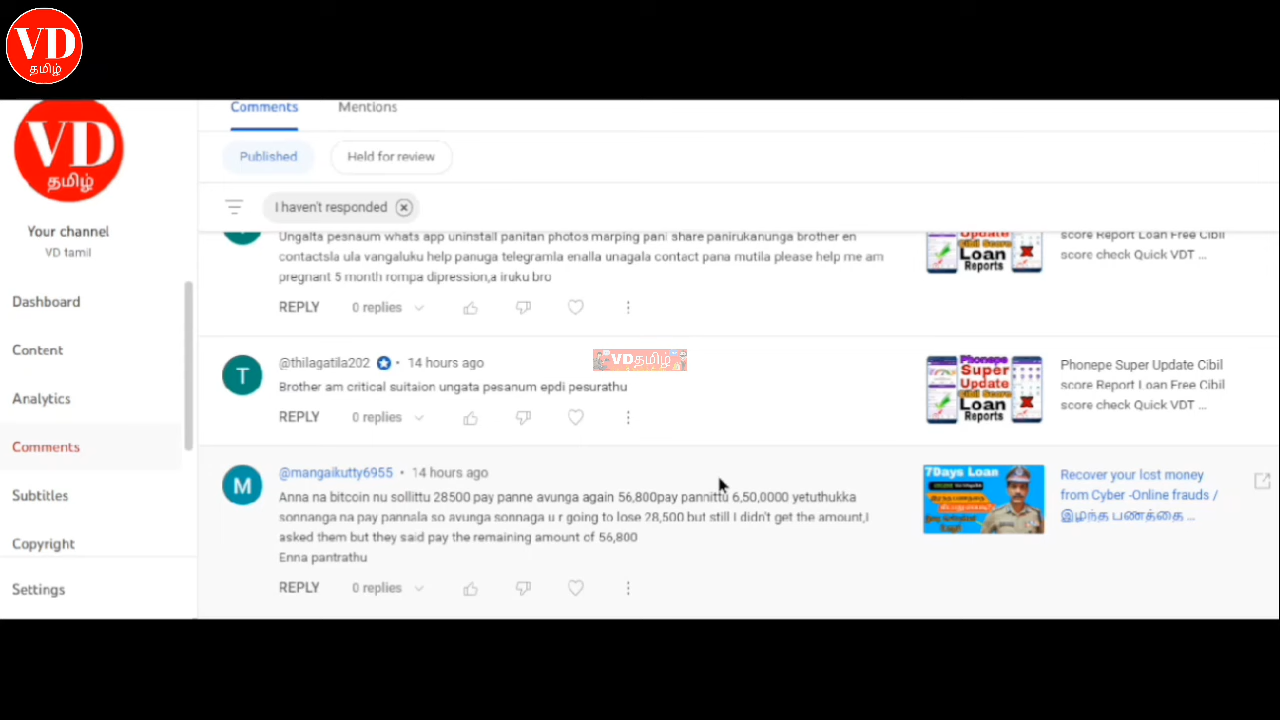 VD
தமிழ்
VD
தமிழ்
Your channel
VD tamil
Dashboard
Content
Analytics
Comments
Subtitles
Copyright
Settings
Comments
Mentions
Published
Held for review
I haven't responded
Ungalta pesnaum whats app uninstall panitan photos marping pani share panirukanunga brother en
contactsla ula vangaluku help panuga telegramla enalla unagala contact pana mutila please help me am
pregnant 5 month rompa dipression,a iruku bro
REPLY 0 replies
Update
Cibil Score
Loan
Reports
score Report Loan Free Cibil
score check Quick VDT ...
T
@thilagatila202 • 14 hours ago
Brother am critical suitaion ungata pesanum epdi pesurathu
REPLY 0 replies
VDதமிழ்
Phonepe
Super
Update
Cibil Score
Loan
Reports
Phonepe Super Update Cibil
score Report Loan Free Cibil
score check Quick VDT ...
M
@mangaikutty6955 • 14 hours ago
Anna na bitcoin nu sollittu 28500 pay panne avunga again 56,800pay pannittu 6,50,0000 yetuthukka
sonnanga na pay pannala so avunga sonnaga u r going to lose 28,500 but still I didn't get the amount,I
asked them but they said pay the remaining amount of 56,800
Enna pantrathu
REPLY 0 replies
7Days Loan
Recover your lost money
from Cyber -Online frauds /
இழந்த பணத்தை ...